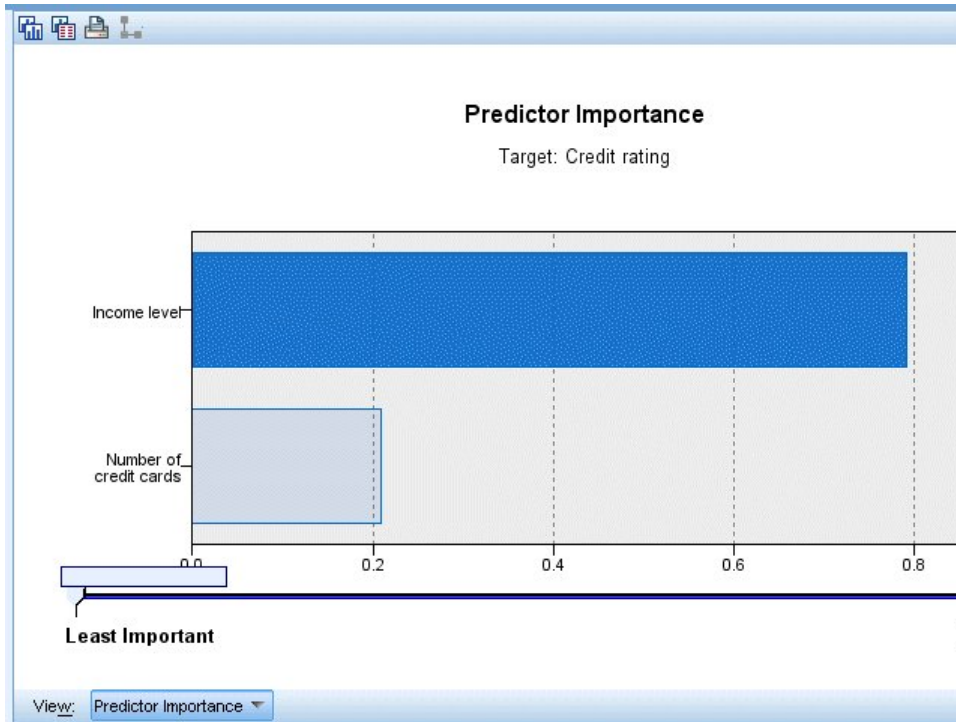 Predictor Importance
Target: Credit rating
Income level
Number of
credit cards
0.0
0.2
0.4
0.6
0.8
Least Important
View: Predictor Importance